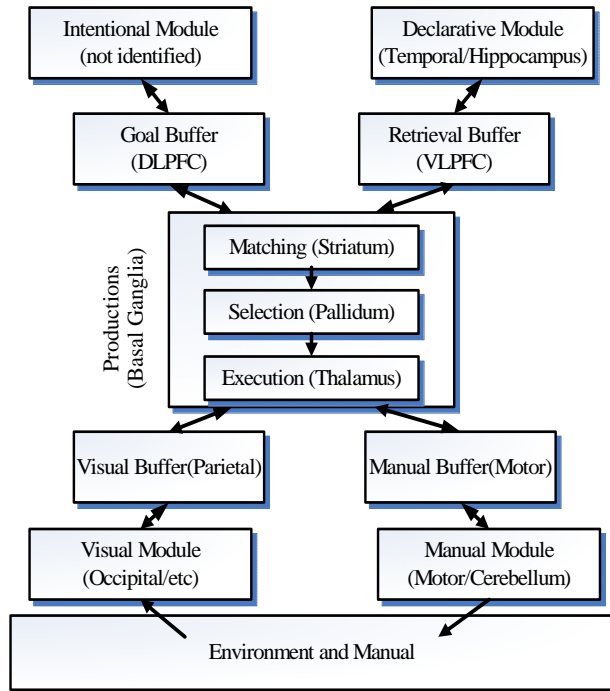 Intentional Module
(not identified)
Declarative Module
(Temporal/Hippocampus)
Goal Buffer
(DLPFC)
Retrieval Buffer
(VLPFC)
Productions
(Basal Ganglia)
Matching (Striatum)
Selection (Pallidum)
Execution (Thalamus)
Visual Buffer(Parietal)
Manual Buffer(Motor)
Visual Module
(Occipital/etc)
Manual Module
(Motor/Cerebellum)
Environment and Manual